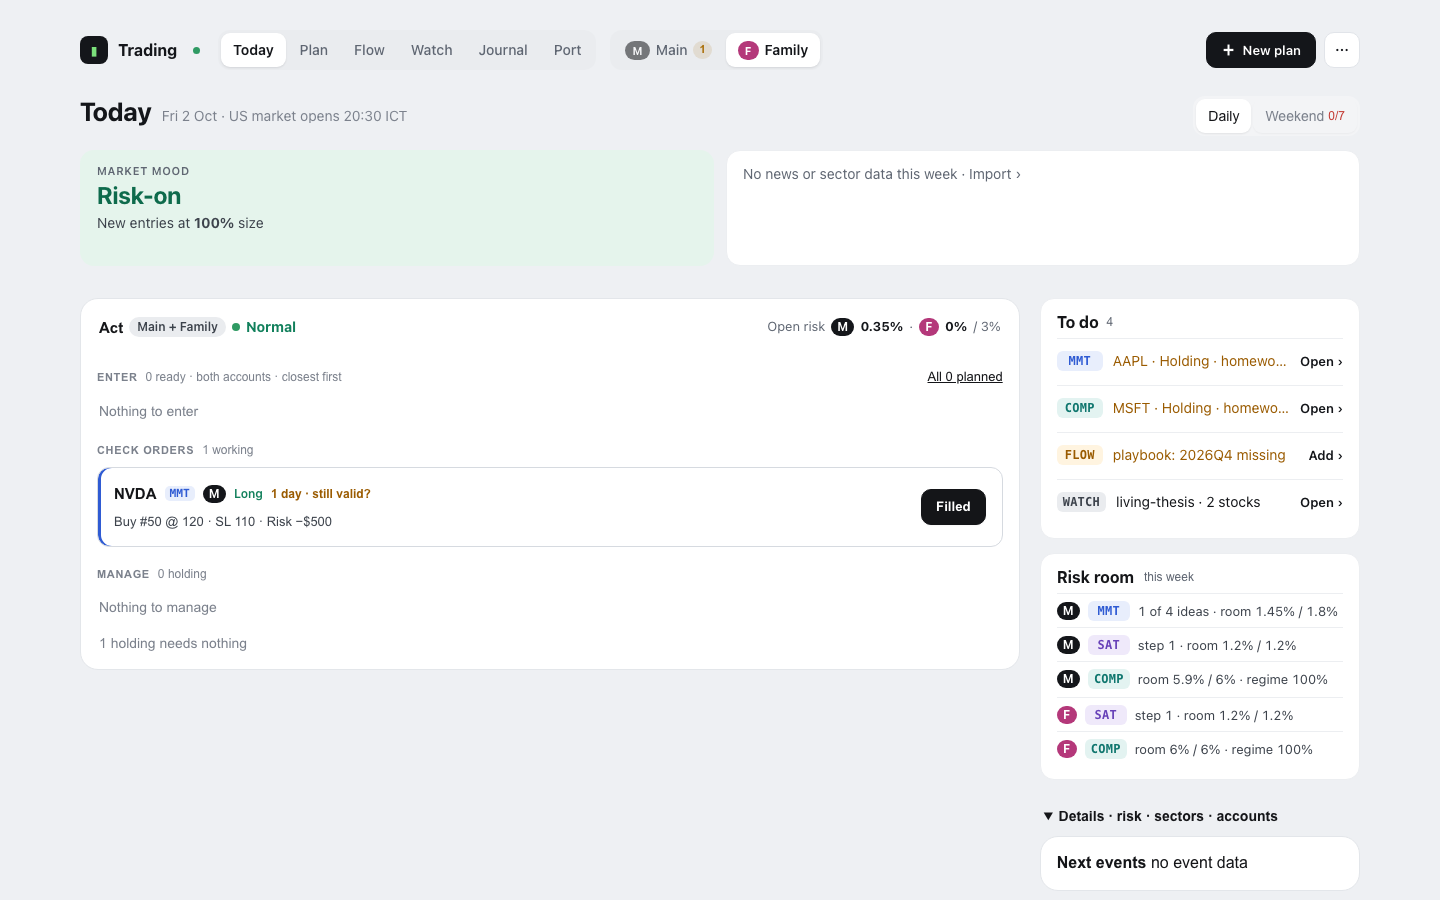 Trading
Today Plan Flow Watch Journal Port
M Main 1 F Family
+ New plan
...
Today Fri 2 Oct · US market opens 20:30 ICT
Daily Weekend 0/7
MARKET MOOD
Risk-on
New entries at 100% size
No news or sector data this week · Import ›
Act Main + Family Normal
Open risk M 0.35% · F 0% / 3%
ENTER 0 ready · both accounts · closest first
All 0 planned
Nothing to enter
CHECK ORDERS 1 working
NVDA MMT M Long 1 day · still valid?
Buy #50 @ 120 · SL 110 · Risk −$500
Filled
MANAGE 0 holding
Nothing to manage
1 holding needs nothing
To do 4
MMT AAPL · Holding · homewo... Open ›
COMP MSFT · Holding · homewo... Open ›
FLOW playbook: 2026Q4 missing Add ›
WATCH living-thesis · 2 stocks Open ›
Risk room this week
M MMT 1 of 4 ideas · room 1.45% / 1.8%
M SAT step 1 · room 1.2% / 1.2%
M COMP room 5.9% / 6% · regime 100%
F SAT step 1 · room 1.2% / 1.2%
F COMP room 6% / 6% · regime 100%
▼ Details · risk · sectors · accounts
Next events no event data